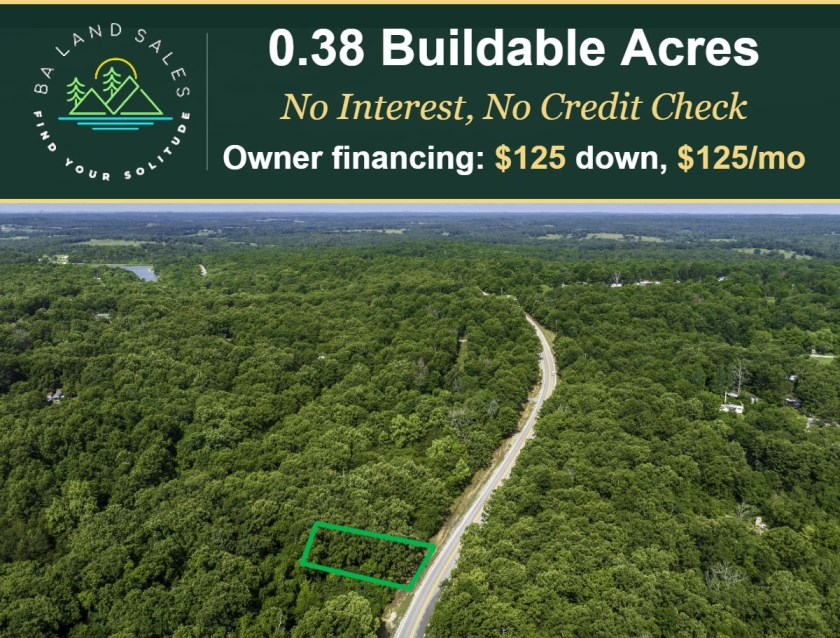 BA LAND SALES
FIND YOUR SOLITUDE
0.38 Buildable Acres
No Interest, No Credit Check
Owner financing: $125 down, $125/mo